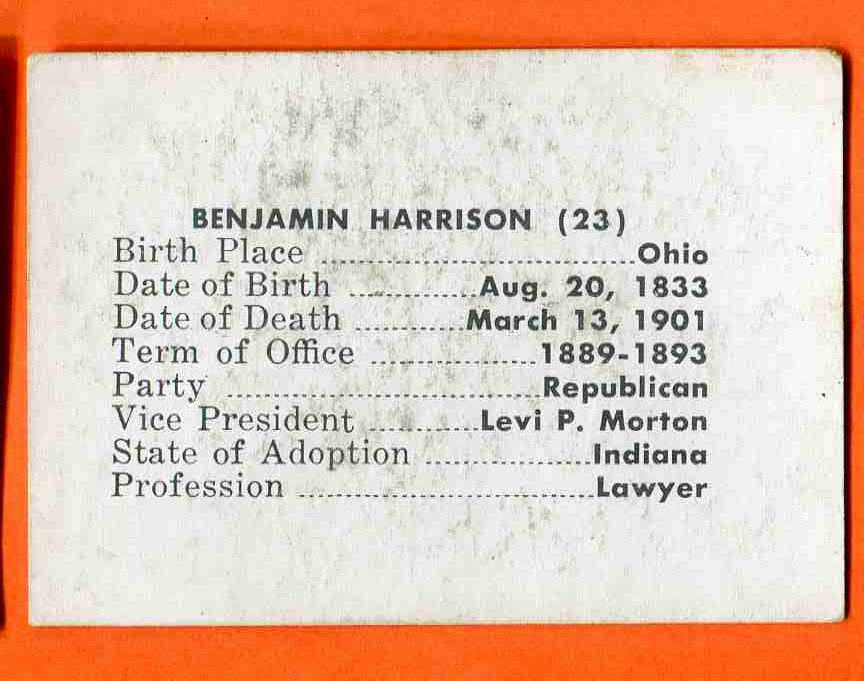 BENJAMIN HARRISON (23)
Birth Place ................................Ohio
Date of Birth .............Aug. 20, 1833
Date of Death ...........March 13, 1901
Term of Office .................1889-1893
Party ................................Republican
Vice President ...........Levi P. Morton
State of Adoption .................Indiana
Profession ..............................Lawyer